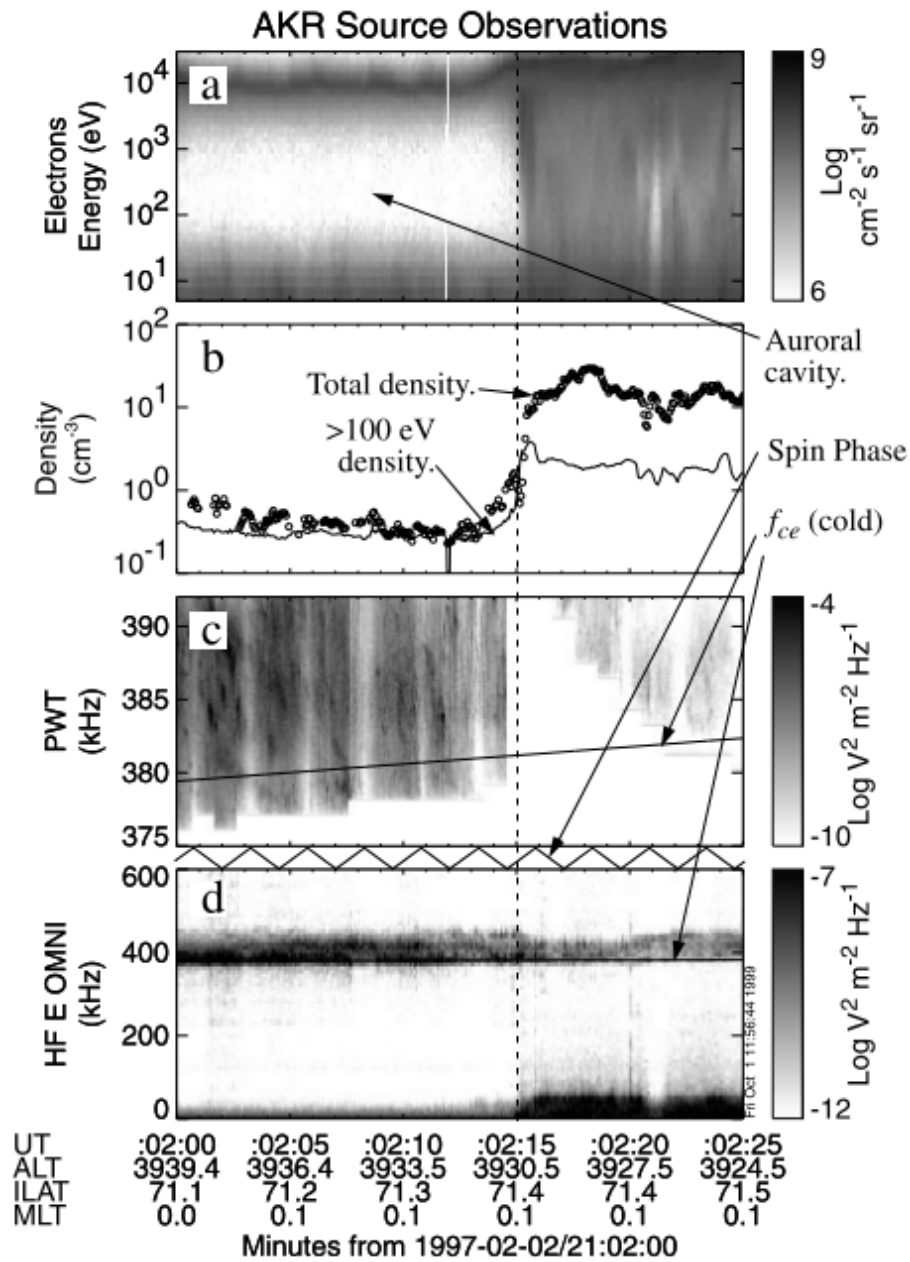 AKR Source Observations
a
Electrons
Energy (eV)
10⁴
10³
10²
10¹
9
Log
cm⁻² s⁻¹ sr⁻¹
6
Auroral
cavity.
b
Density
(cm⁻³)
10²
10¹
10⁰
10⁻¹
Total density.
>100 eV
density.
Spin Phase
f_ce (cold)
c
PWT
(kHz)
390
385
380
375
-4
Log V² m⁻² Hz⁻¹
-10
d
HF E OMNI
(kHz)
600
400
200
0
-7
Log V² m⁻² Hz⁻¹
-12
Fri Oct 1 11:56:44 1999
UT :02:00 :02:05 :02:10 :02:15 :02:20 :02:25
ALT 3939.4 3936.4 3933.5 3930.5 3927.5 3924.5
ILAT 71.1 71.2 71.3 71.4 71.4 71.5
MLT 0.0 0.1 0.1 0.1 0.1 0.1
Minutes from 1997-02-02/21:02:00